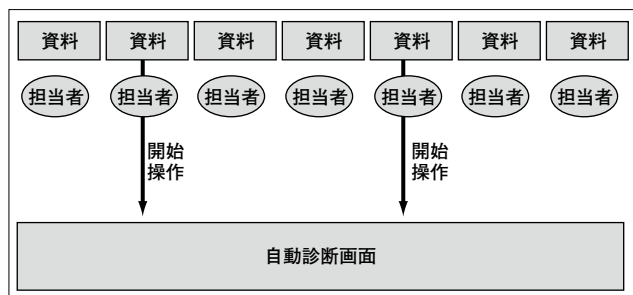 資料 資料 資料 資料 資料 資料 資料
担当者 担当者 担当者 担当者 担当者 担当者 担当者
開始
操作
開始
操作
自動診断画面